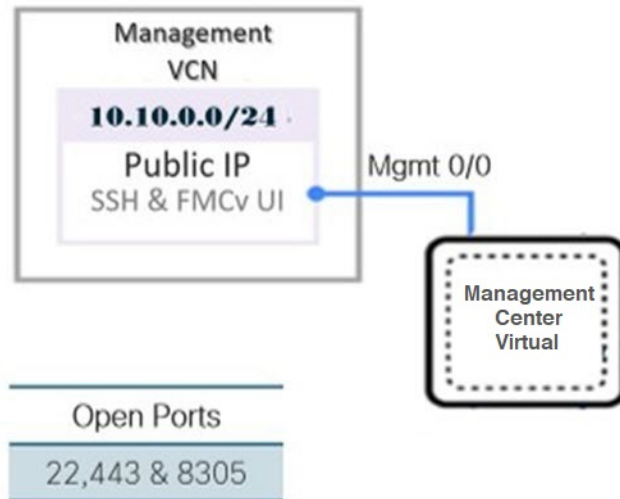 Management
VCN
10.10.0.0/24
Public IP
SSH & FMCv UI
Mgmt 0/0
Management
Center
Virtual
Open Ports
22,443 & 8305